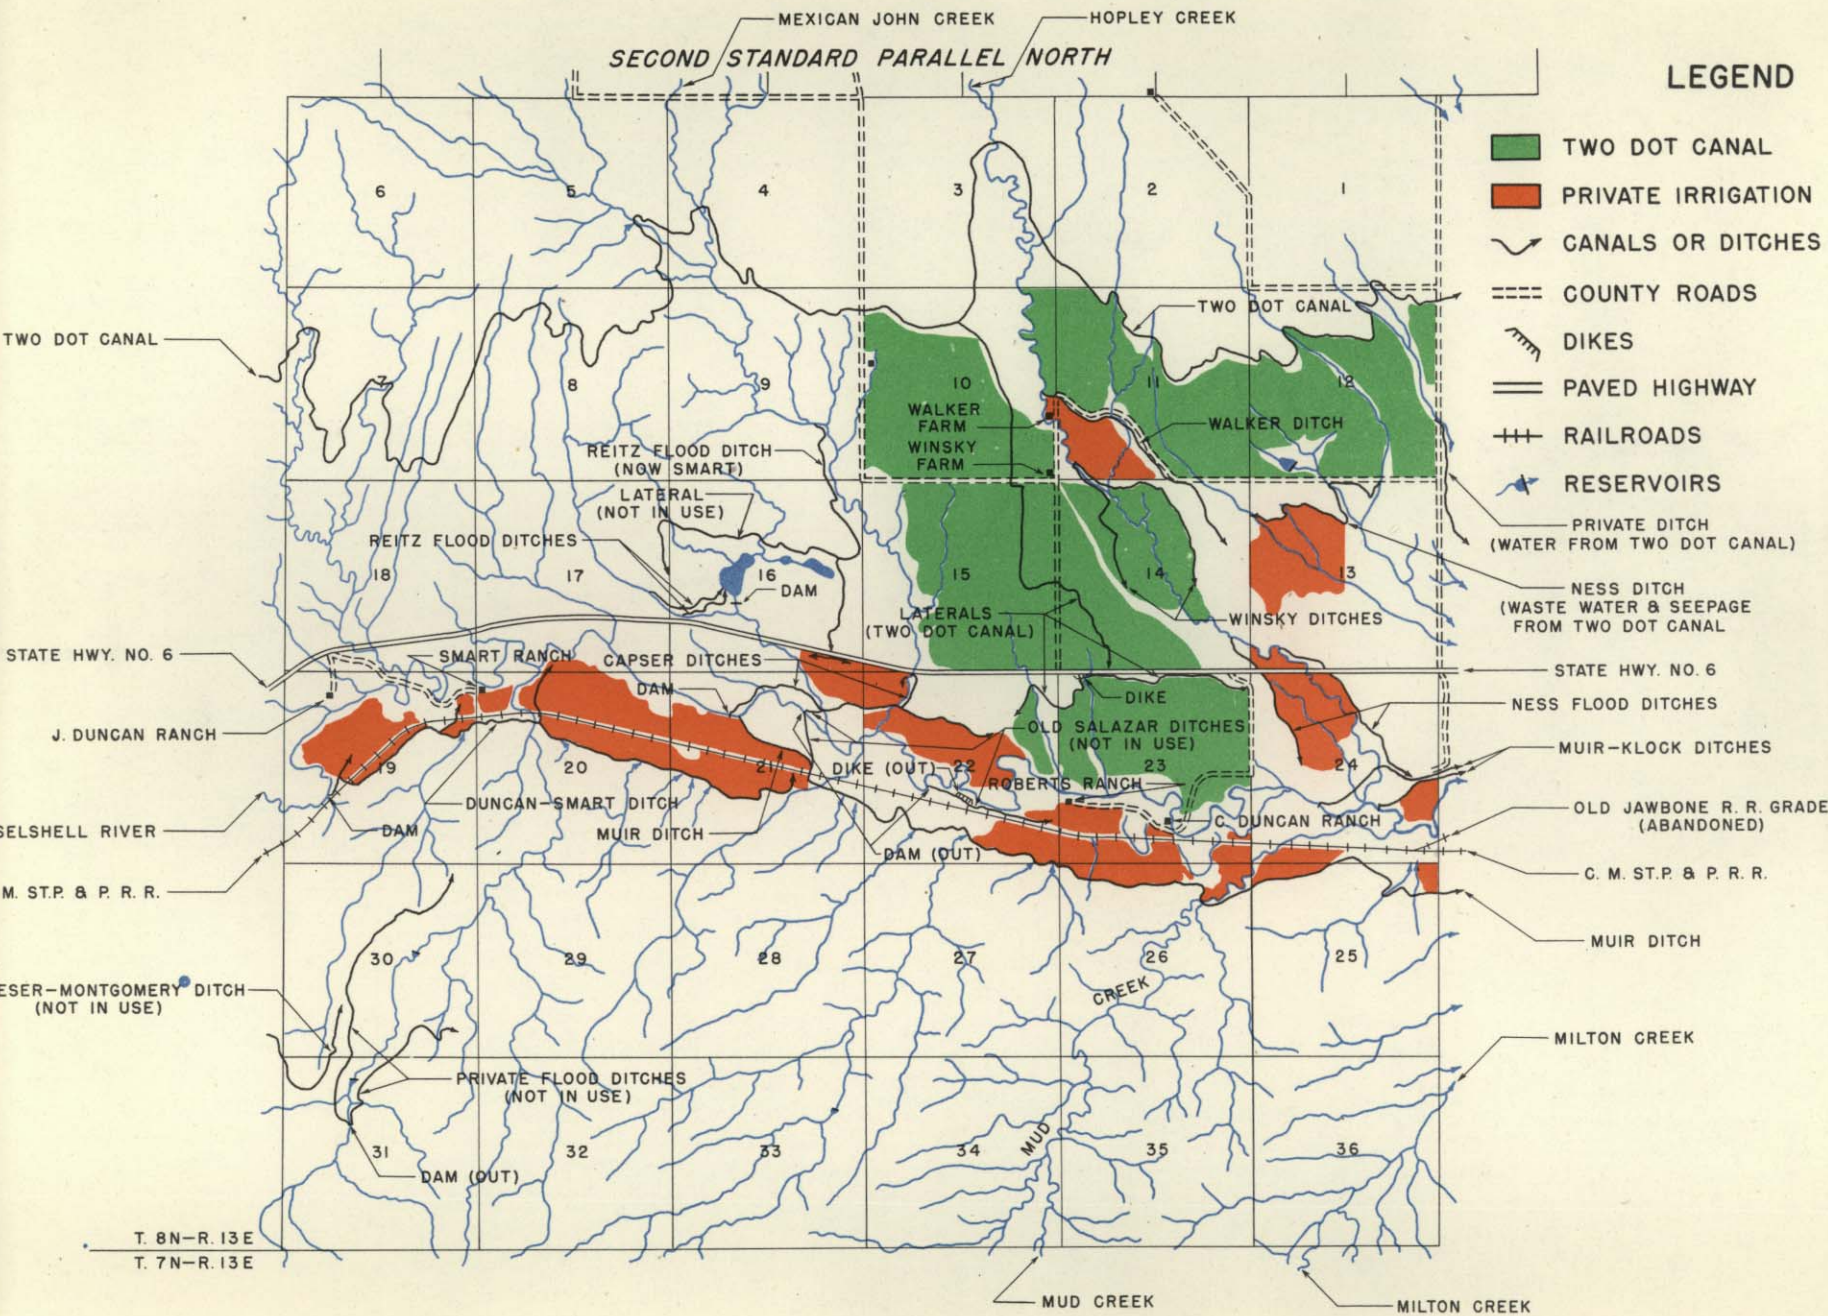 MEXICAN JOHN CREEK
HOPLEY CREEK
SECOND STANDARD PARALLEL NORTH
LEGEND
TWO DOT CANAL
PRIVATE IRRIGATION
CANALS OR DITCHES
COUNTY ROADS
DIKES
PAVED HIGHWAY
RAILROADS
RESERVOIRS
6
5
4
3
2
1
TWO DOT CANAL
TWO DOT CANAL
7
8
9
10
11
12
WALKER
FARM
WALKER DITCH
WINSKY
FARM
REITZ FLOOD DITCH
(NOW SMART)
LATERAL
(NOT IN USE)
REITZ FLOOD DITCHES
PRIVATE DITCH
(WATER FROM TWO DOT CANAL)
18
17
16
15
14
13
DAM
NESS DITCH
(WASTE WATER & SEEPAGE
FROM TWO DOT CANAL
LATERALS
(TWO DOT CANAL)
WINSKY DITCHES
STATE HWY. NO. 6
SMART RANCH
CAPSER DITCHES
STATE HWY. NO. 6
DAM
DIKE
NESS FLOOD DITCHES
J. DUNCAN RANCH
OLD SALAZAR DITCHES
(NOT IN USE)
MUIR-KLOCK DITCHES
19
20
21
DIKE (OUT)
22
23
24
ROBERTS RANCH
DUNCAN-SMART DITCH
SELSHELL RIVER
DAM
MUIR DITCH
C. DUNCAN RANCH
OLD JAWBONE R. R. GRADE
(ABANDONED)
DAM (OUT)
M. ST.P. & P. R. R.
C. M. ST.P. & P. R. R.
MUIR DITCH
30
29
28
27
26
25
ESER-MONTGOMERY DITCH
(NOT IN USE)
CREEK
MILTON CREEK
PRIVATE FLOOD DITCHES
(NOT IN USE)
31
32
33
34
MUD
35
36
DAM (OUT)
T. 8N-R. 13E
T. 7N-R. 13E
MUD CREEK
MILTON CREEK